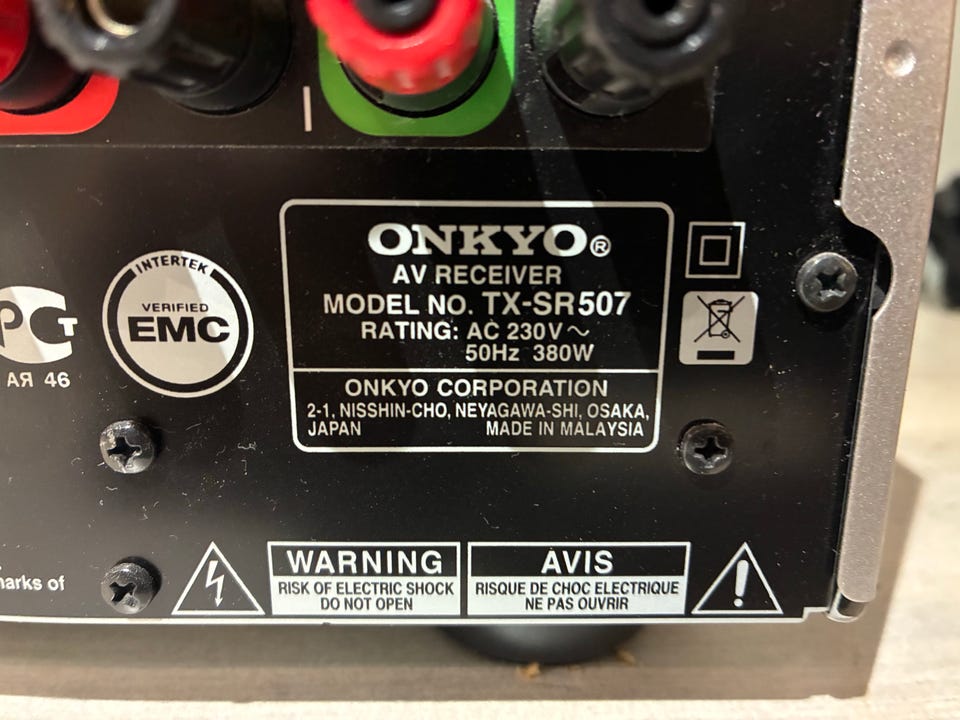 ONKYO®
AV RECEIVER
MODEL NO. TX-SR507
RATING: AC 230V ~
50Hz 380W
ONKYO CORPORATION
2-1, NISSHIN-CHO, NEYAGAWA-SHI, OSAKA,
JAPAN MADE IN MALAYSIA
INTERTEK
VERIFIED
EMC
АЯ 46
marks of
WARNING
RISK OF ELECTRIC SHOCK
DO NOT OPEN
AVIS
RISQUE DE CHOC ELECTRIQUE
NE PAS OUVRIR